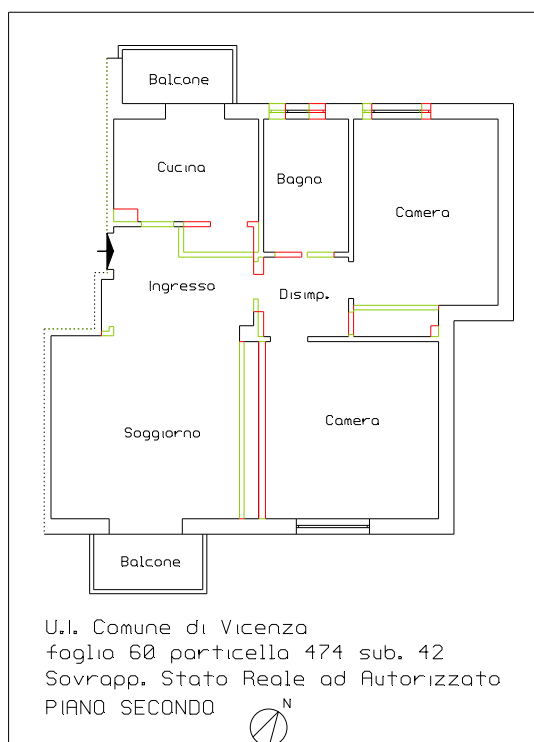 Balcone
Cucina
Bagno
Camera
Ingresso
Disimp.
Soggiorno
Camera
Balcone
U.I. Comune di Vicenza
foglia 60 particella 474 sub. 42
Sovrapp. Stato Reale ad Autorizzato
PIANO SECONDO
N